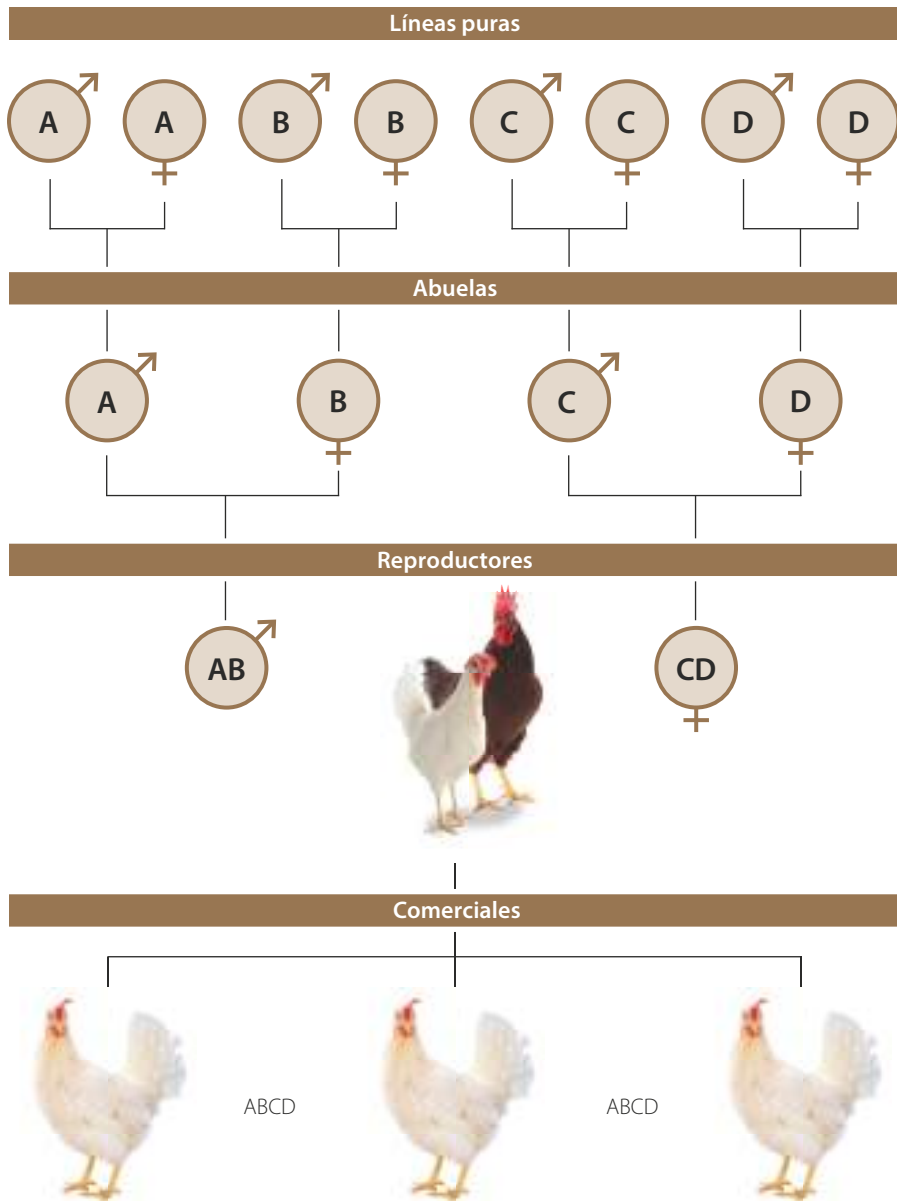 Líneas puras
A A B B C C D D
Abuelas
A B C D
Reproductores
AB CD
Comerciales
ABCD ABCD